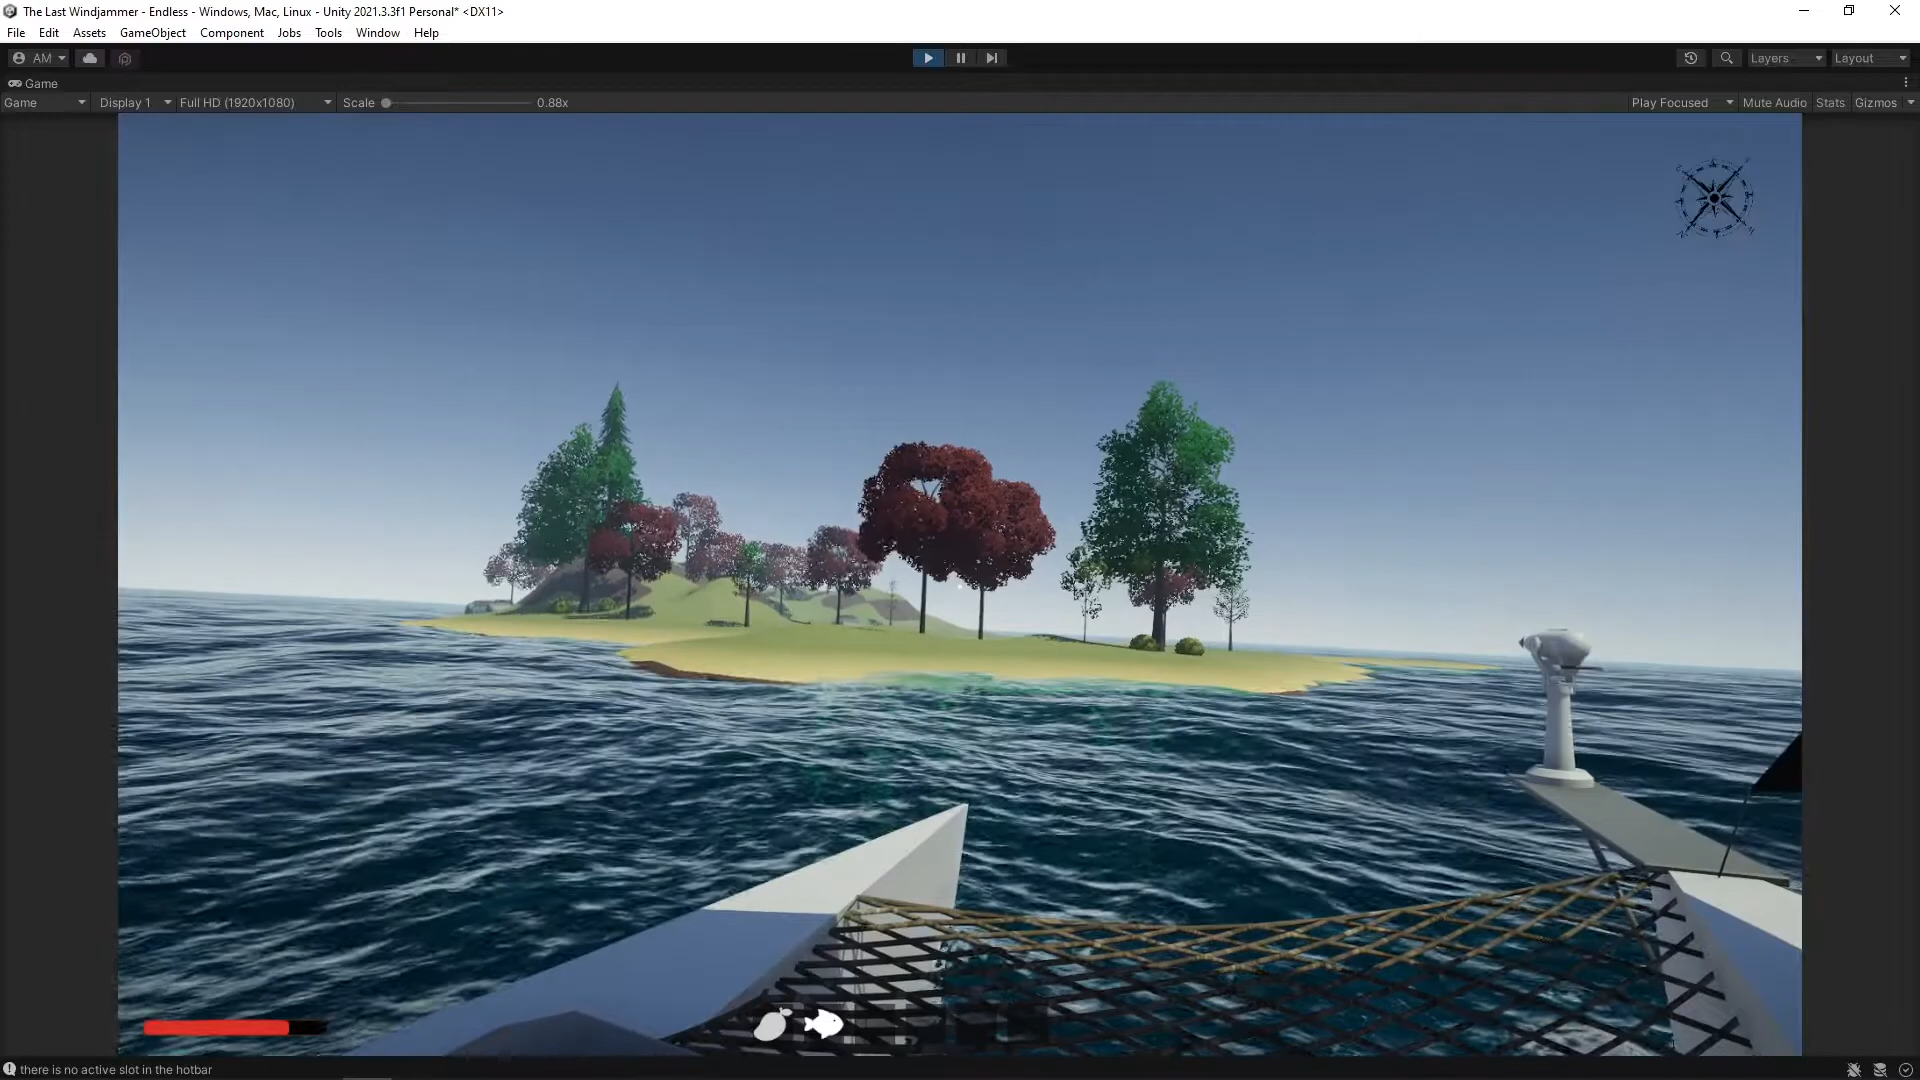 The Last Windjammer - Endless - Windows, Mac, Linux - Unity 2021.3.3f1 Personal* <DX11>
File Edit Assets GameObject Component Jobs Tools Window Help
AM Layers Layout
Game
Game Display 1 Full HD (1920x1080) Scale 0.88x Play Focused Mute Audio Stats Gizmos
there is no active slot in the hotbar